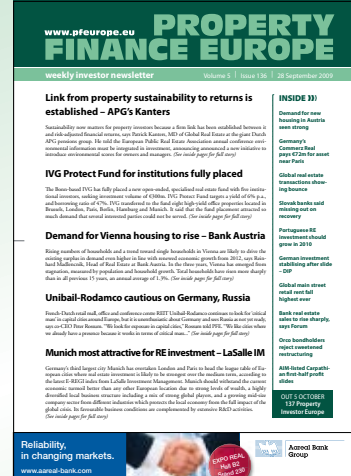 www.pfeurope.eu
PROPERTY
FINANCE EUROPE
weekly investor newsletter
Volume 5 | Issue 136 | 28 September 2009
Link from property sustainability to returns is
established – APG's Kanters
Sustainability now matters for property investors because a firm link has been established between it
and risk-adjusted financial returns, says Patrick Kanters, MD of Global Real Estate at the giant Dutch
APG pensions group. He told the European Public Real Estate Association annual conference envi-
ronmental information must be integrated in investment, announcing a new initiative to
introduce environmental scores for owners and managers. (See inside pages for full story)
IVG Protect Fund for institutions fully placed
The Bonn-based IVG has fully placed a new open-ended, specialised real estate fund with five institu-
tional investors, seeking investment volume of €300m. IVG Protect Fund targets a yield of 6% p.a.,
and borrowing ratio of 47%. IVG transferred to the fund eight high-yield office properties located in
Brussels, London, Paris, Berlin, Hamburg and Munich. It said that the fund placement attracted so
much demand that several interested parties could not be served. (See inside pages for full story)
Demand for Vienna housing to rise – Bank Austria
Rising numbers of households and a trend toward single households in Vienna are likely to drive the
existing surplus in demand even higher in line with renewed economic growth from 2012, says Rein-
hard Madlencnik, Head of Real Estate at Bank Austria. In the three years, Vienna has emerged from
stagnation, measured by population and household growth. Total households have risen more sharply
than in all previous 15 years, an annual average of 1.3%. (See inside pages for full story)
Unibail-Rodamco cautious on Germany, Russia
French-Dutch retail mall, office and conference centre REIT Unibail-Rodamco continues to look for 'critical
mass' in capital cities around Europe, but it is unenthusiastic about Germany and sees Russia as not yet ready,
says co-CEO Peter Rossum. "We look for exposure in capital cities," Rossum told PFE. "We like cities where
we already have a presence because it works in terms of critical mas..." (See inside pages for full story)
Munich most attractive for RE investment – LaSalle IM
Germany's third largest city Munich has overtaken London and Paris to head the league table of Eu-
ropean cities where real estate investment is likely to be strongest over the medium term, according to
the latest E-REGI index from LaSalle Investment Management. Munich should withstand the current
economic turmoil better than any other European location due to strong levels of wealth, a highly
diversified local business structure including a mix of strong global players, and a growing mid-size
company sector from different industries which protects the local economy from the full impact of the
global crisis. Its favourable business conditions are complemented by extensive R&D activities.
(See inside pages for full story)
INSIDE
Demand for new
housing in Austria
seen strong
Germany's
CommerzReal
pays €72m for asset
near Paris
Global real estate
transactions show-
ing bounce
Slovak banks said
missing out on
recovery
Portuguese RE
investment should
grow in 2010
German investment
stabilising after slide
– DIP
Global main street
retail rent fall
highest ever
Bank real estate
sales to rise sharply,
says Forum
Orco bondholders
reject sweetened
restructuring
AIM-listed Carpathi-
an first-half profit
slides
OUT 5 OCTOBER
137 Property
Investor Europe
Reliability,
in changing markets.
www.aareal-bank.com
EXPO REAL
Hall B2
Stand 230
Aareal Bank
Group